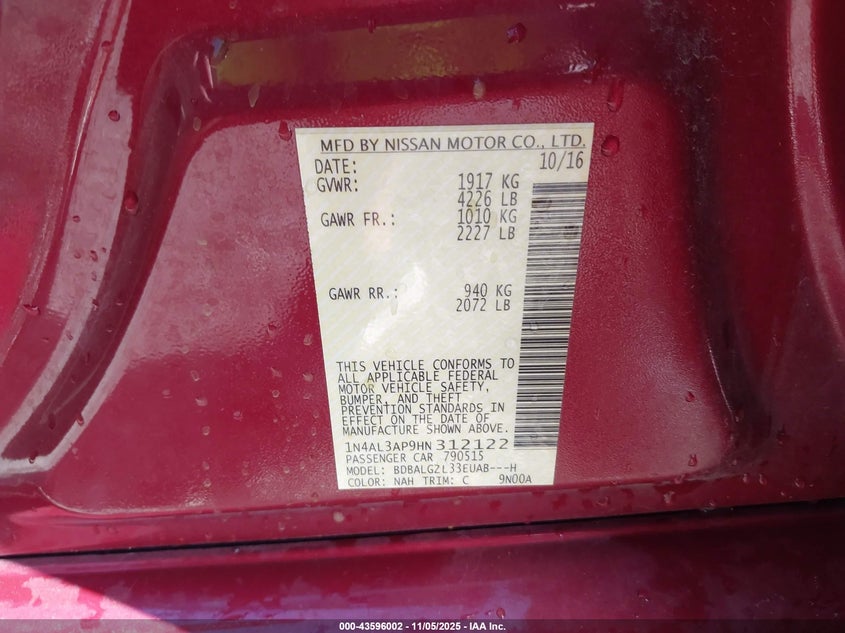 MFD BY NISSAN MOTOR CO., LTD.
DATE: 10/16
GVWR: 1917 KG
4226 LB
GAWR FR.: 1010 KG
2227 LB
GAWR RR.: 940 KG
2072 LB
THIS VEHICLE CONFORMS TO
ALL APPLICABLE FEDERAL
MOTOR VEHICLE SAFETY,
BUMPER, AND THEFT
PREVENTION STANDARDS IN
EFFECT ON THE DATE OF
MANUFACTURE SHOWN ABOVE.
1N4AL3AP9HN312122
PASSENGER CAR 790515
MODEL: BDBALG2L33EUAB---H
COLOR: NAH TRIM: C 9N00A
000-43596002 — 11/05/2025 — IAA Inc.